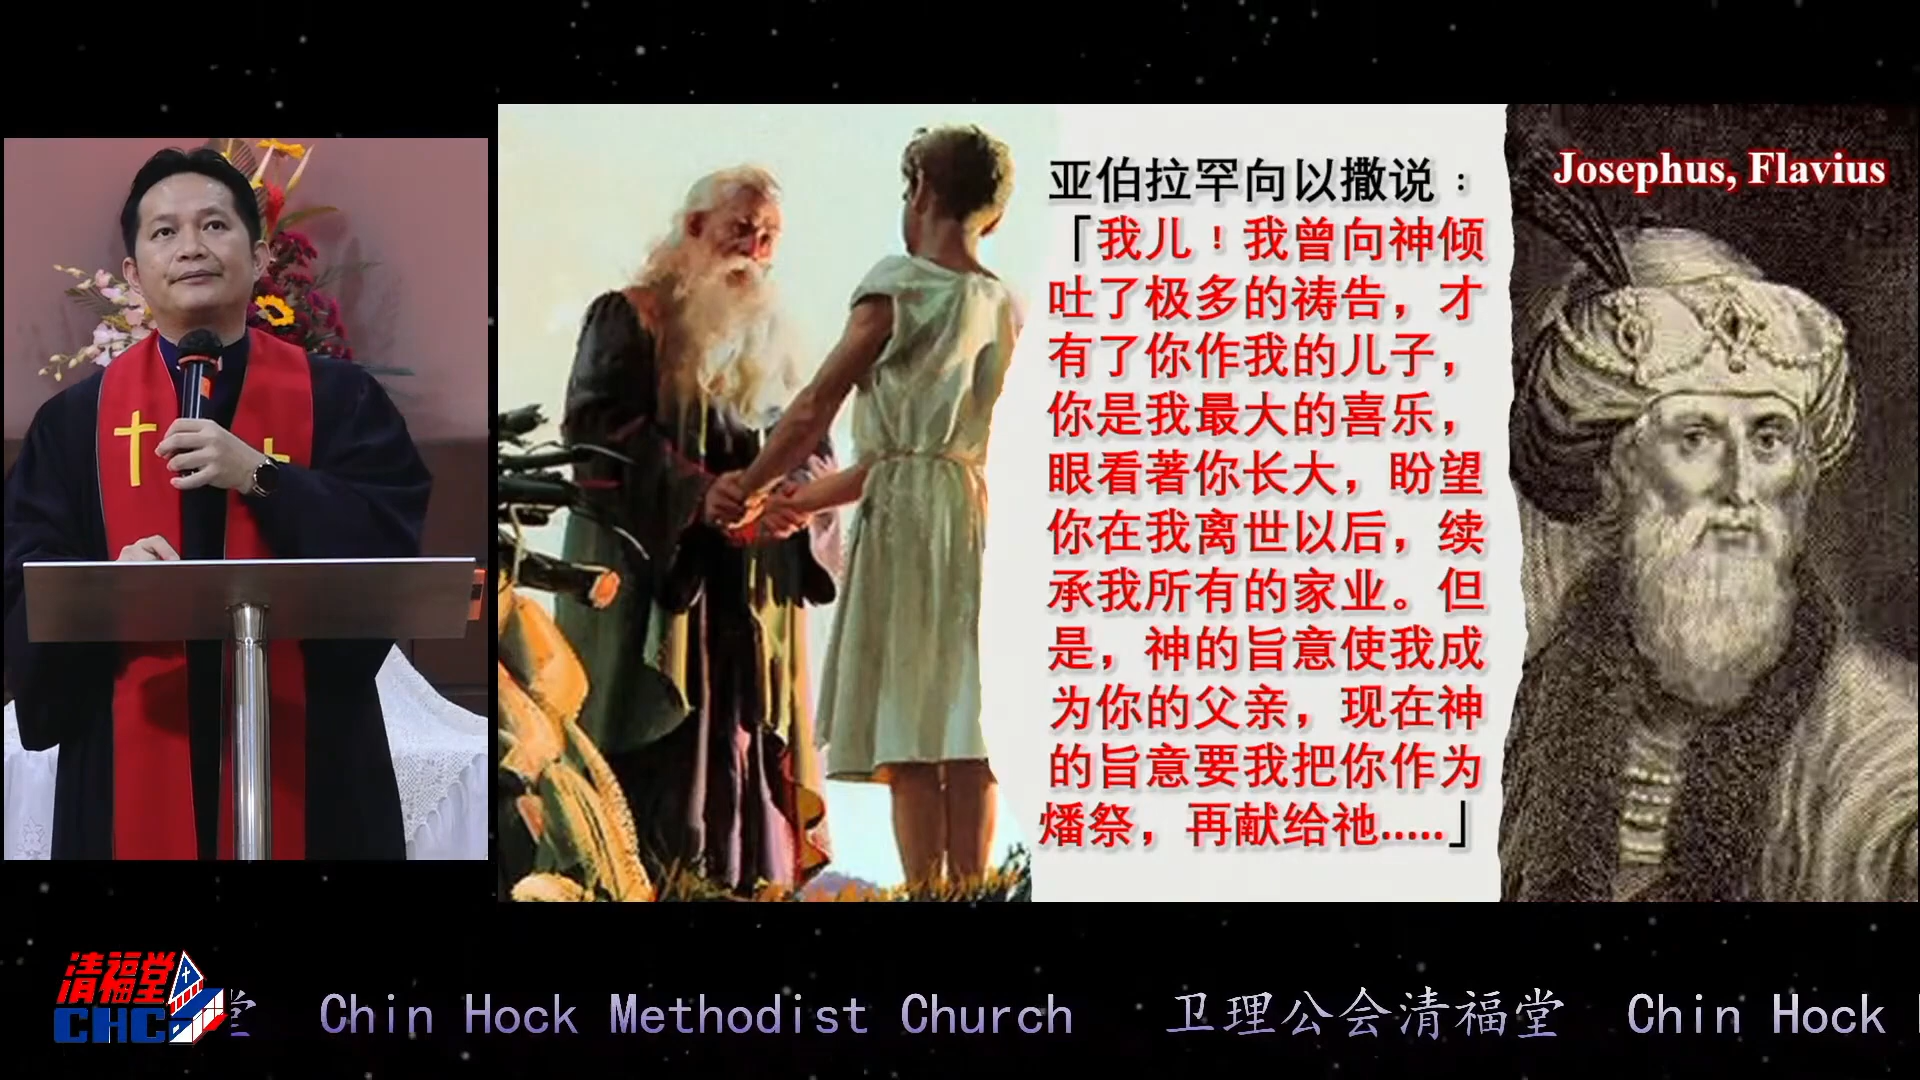 Josephus, Flavius
亚伯拉罕向以撒说：
「我儿！我曾向神倾
吐了极多的祷告，才
有了你作我的儿子，
你是我最大的喜乐，
眼看著你长大，盼望
你在我离世以后，续
承我所有的家业。但
是，神的旨意使我成
为你的父亲，现在神
的旨意要我把你作为
燔祭，再献给祂.....」
清福堂
CHC
堂 Chin Hock Methodist Church 卫理公会清福堂 Chin Hock